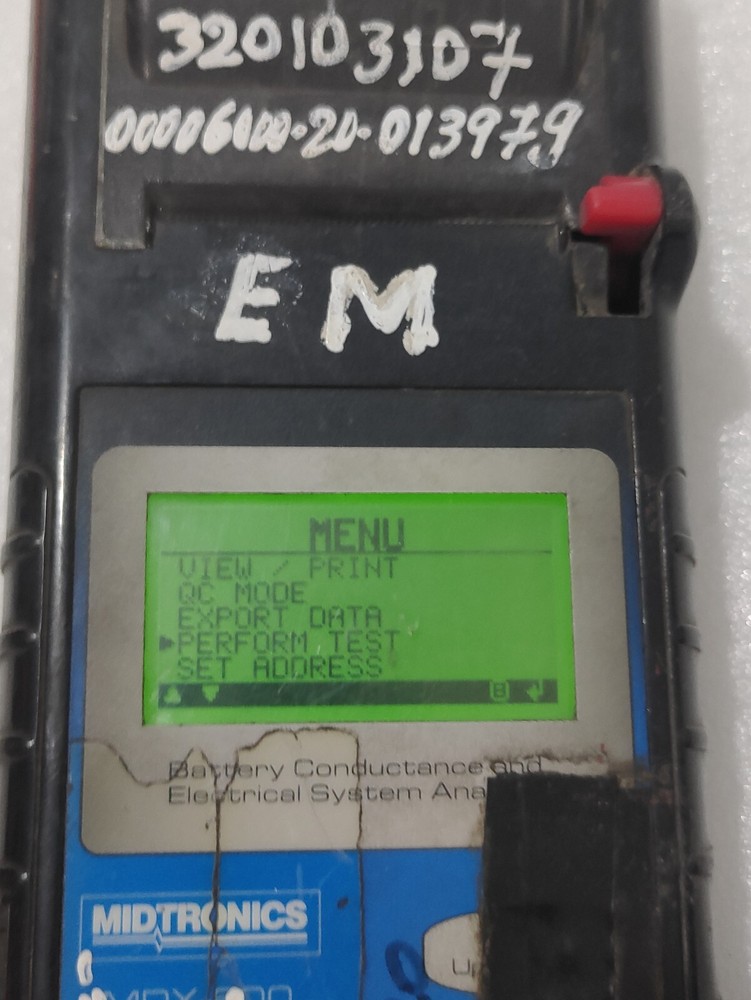 320103107
00006000-20-013979
EM
MENU
VIEW / PRINT
QC MODE
EXPORT DATA
PERFORM TEST
SET ADDRESS
Battery Conductance and
Electrical System Ana
MIDTRONICS